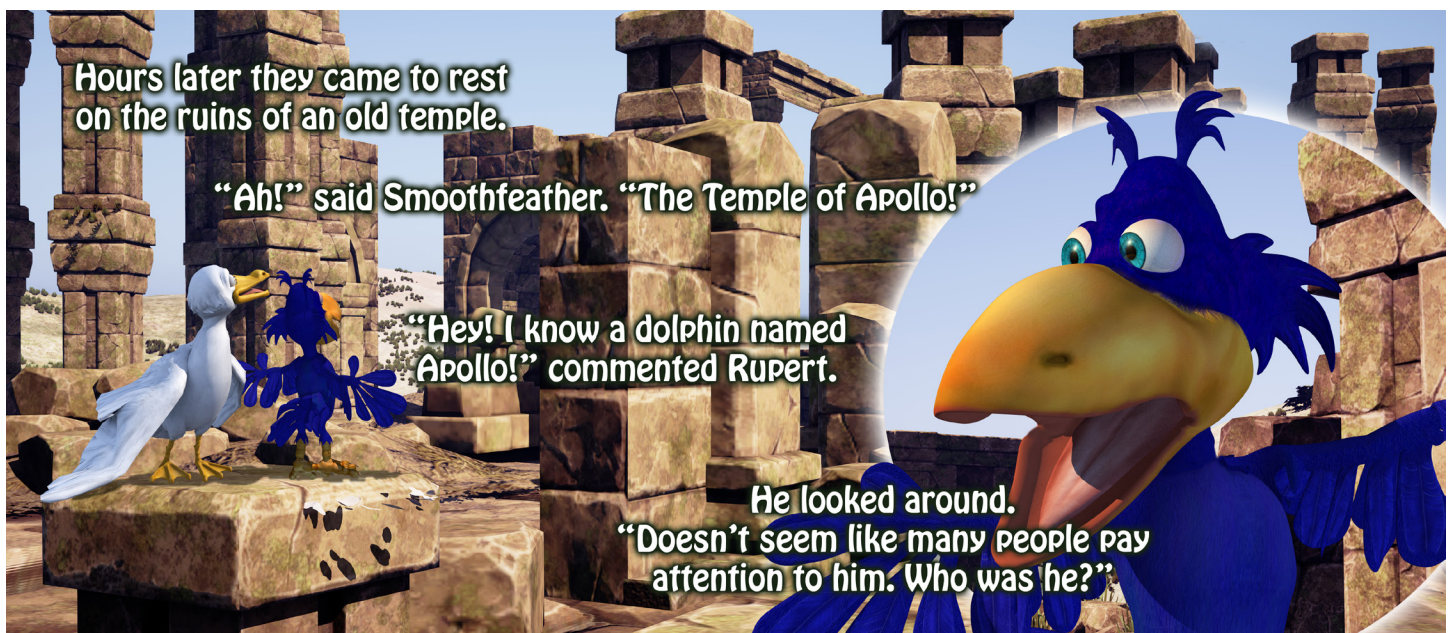 Hours later they came to rest
on the ruins of an old temple.
“Ah!” said Smoothfeather. “The Temple of Apollo!”
“Hey! I know a dolphin named
Apollo!” commented Rupert.
He looked around.
“Doesn’t seem like many people pay
attention to him. Who was he?”